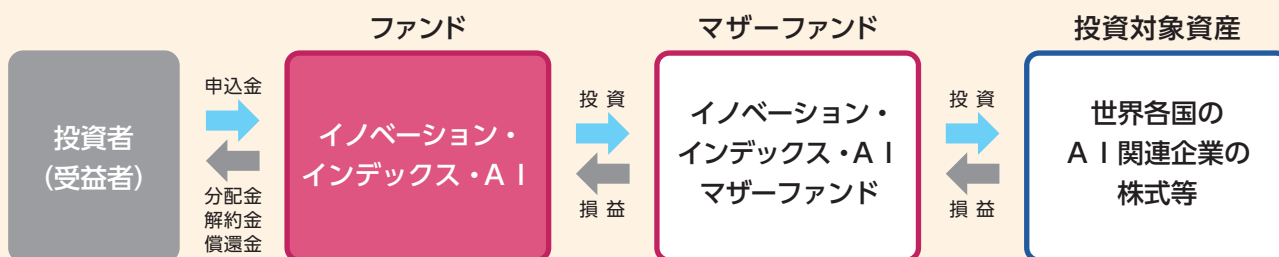 ファンド
マザーファンド
投資対象資産
投資者
(受益者)
申込金
分配金
解約金
償還金
イノベーション・
インデックス・AI
投 資
損 益
イノベーション・
インデックス・AI
マザーファンド
投 資
損 益
世界各国の
AI関連企業の
株式等